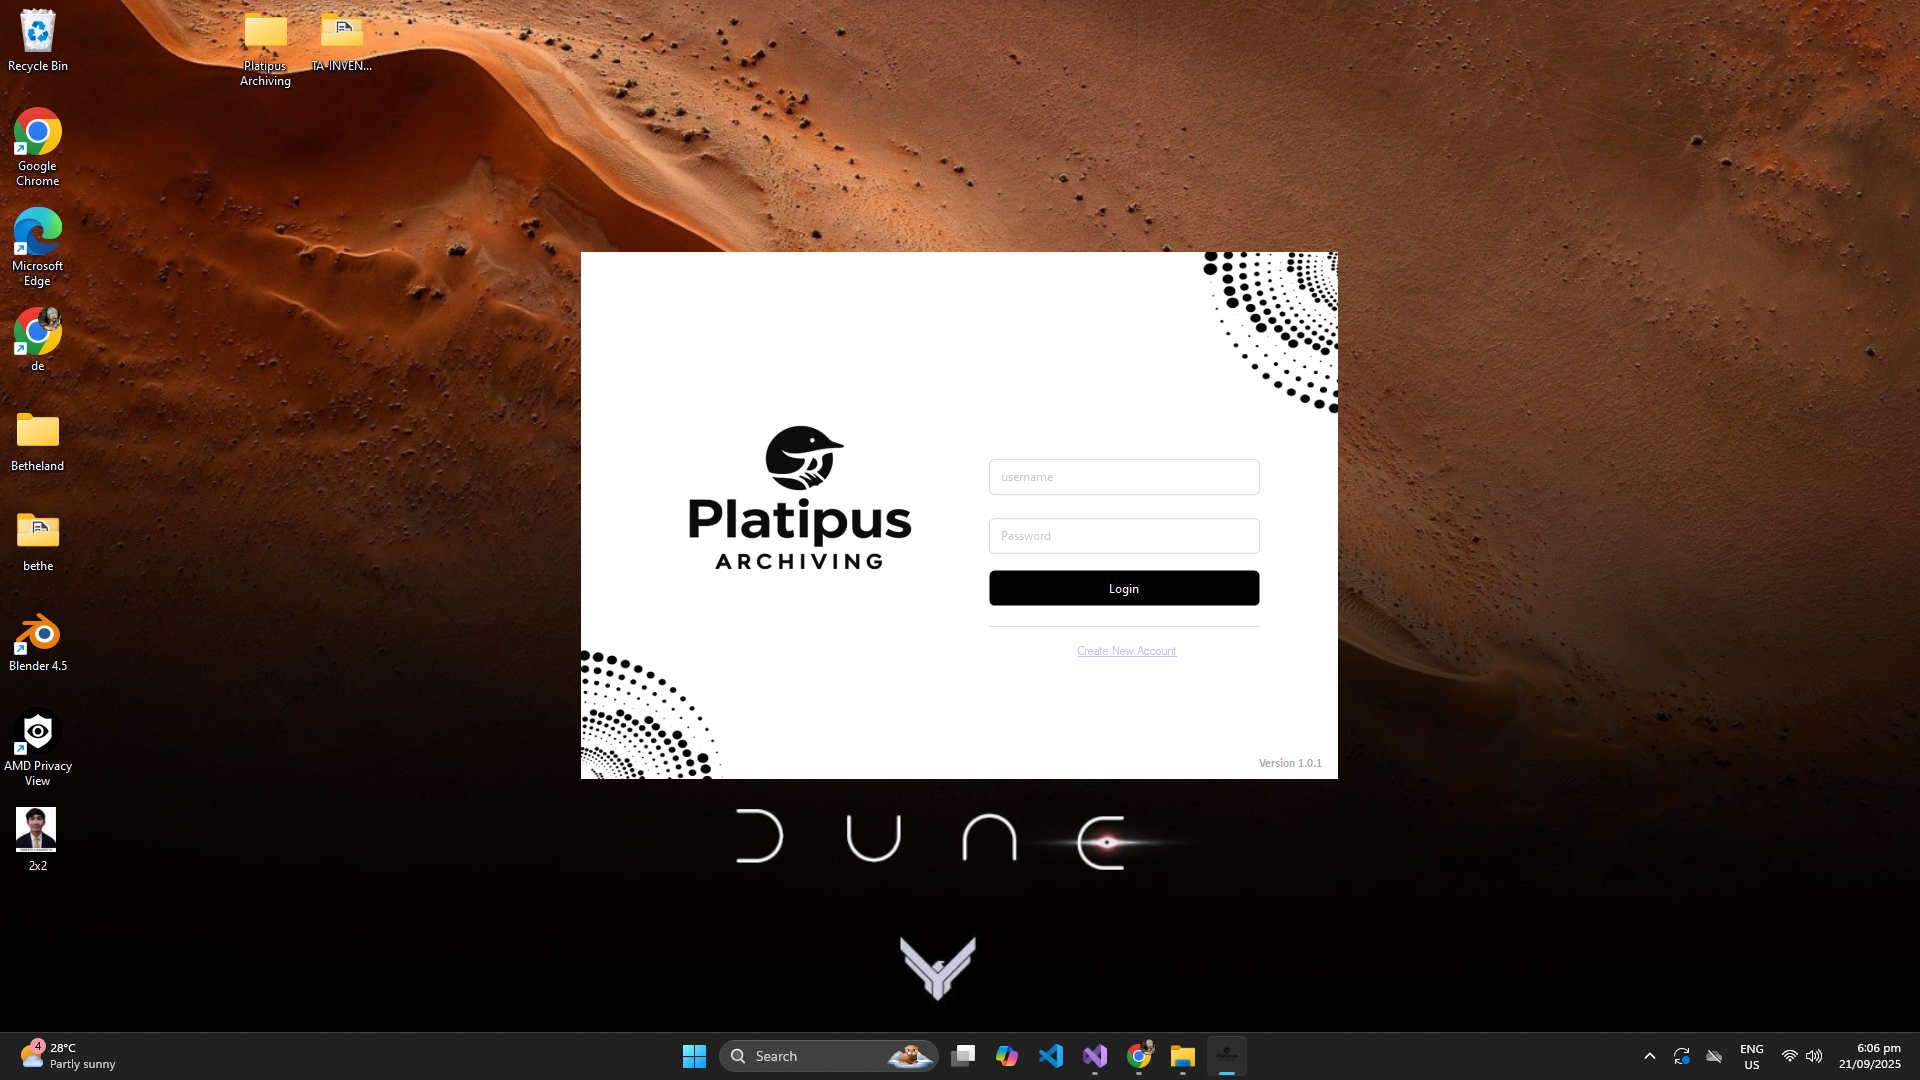 Recycle Bin
Platipus
Archiving
TA-INVEN...
Google
Chrome
Microsoft
Edge
de
Betheland
bethe
Blender 4.5
AMD Privacy
View
2x2
Platipus
ARCHIVING
username
Password
Login
Create New Account
Version 1.0.1
DUNE
4
28°C
Partly sunny
Search
ENG
US
6:06 pm
21/09/2025